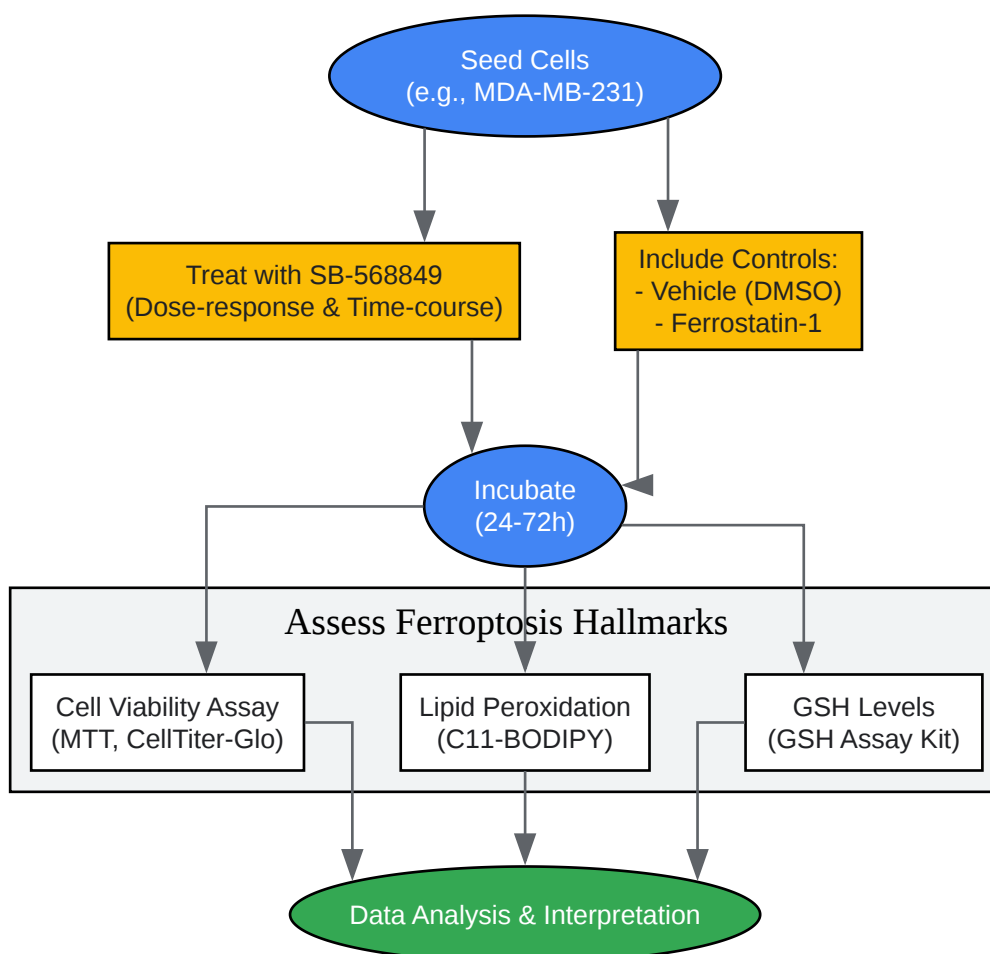 Seed Cells
(e.g., MDA-MB-231)
Treat with SB-568849
(Dose-response & Time-course)
Include Controls:
- Vehicle (DMSO)
- Ferrostatin-1
Incubate
(24-72h)
Assess Ferroptosis Hallmarks
Cell Viability Assay
(MTT, CellTiter-Glo)
Lipid Peroxidation
(C11-BODIPY)
GSH Levels
(GSH Assay Kit)
Data Analysis & Interpretation